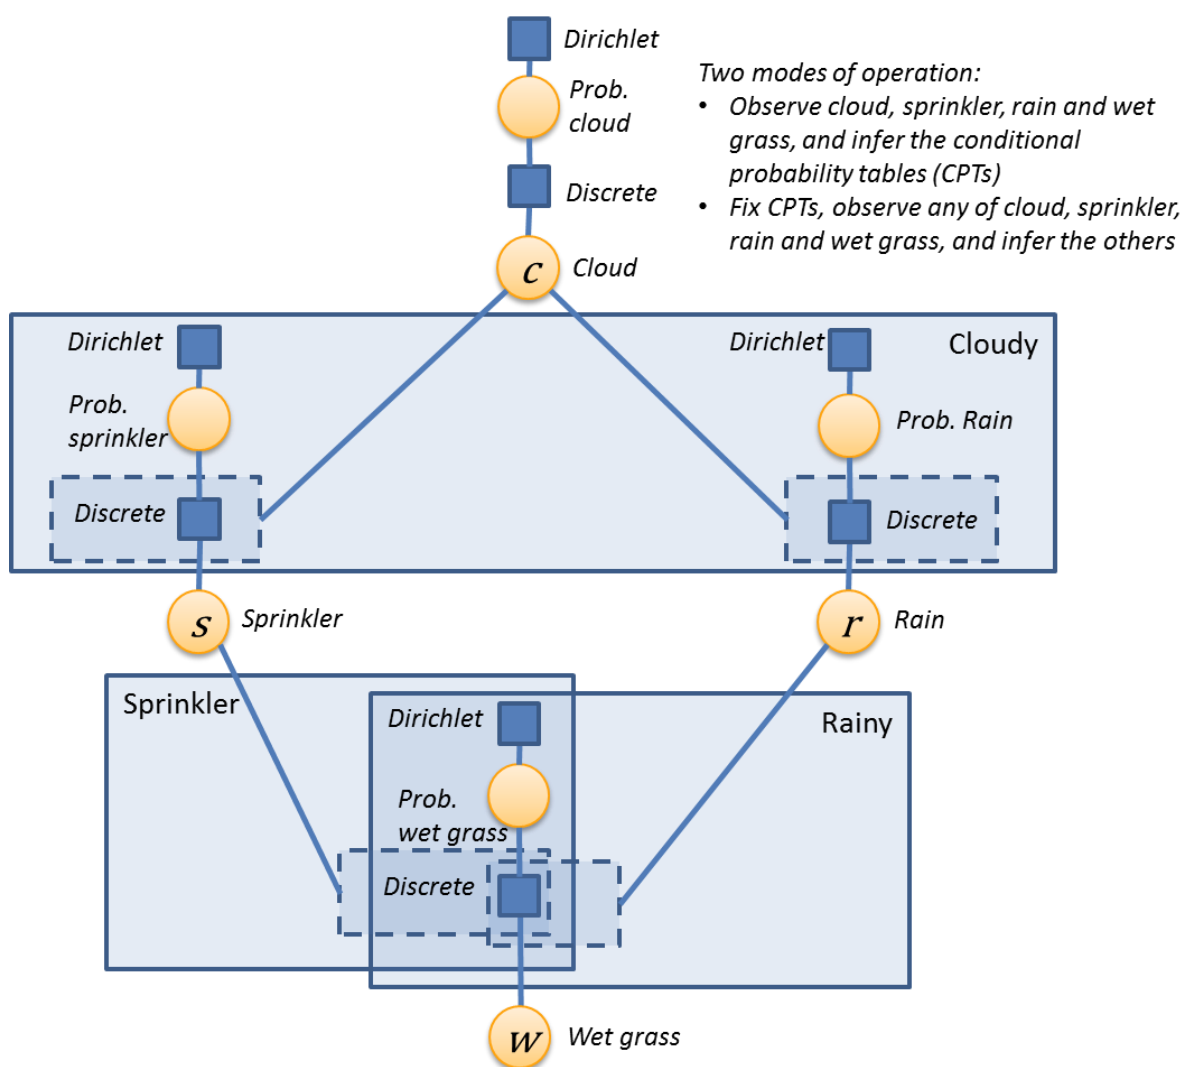 Dirichlet
Prob.
cloud
Discrete
c
Cloud
Two modes of operation:
• Observe cloud, sprinkler, rain and wet
grass, and infer the conditional
probability tables (CPTs)
• Fix CPTs, observe any of cloud, sprinkler,
rain and wet grass, and infer the others
Cloudy
Dirichlet
Prob.
sprinkler
Discrete
Dirichlet
Prob. Rain
Discrete
s
Sprinkler
r
Rain
Sprinkler
Rainy
Dirichlet
Prob.
wet grass
Discrete
w
Wet grass